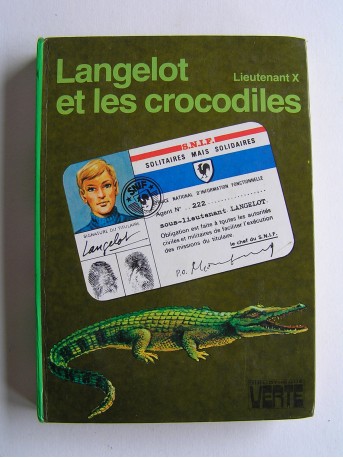 Langelot
Lieutenant X
et les crocodiles
S.N.I.F.
SOLITAIRES MAIS SOLIDAIRES
SNIF
SERVICE NATIONAL D'INFORMATION FONCTIONNELLE
Agent N° 222
sous-lieutenant LANGELOT.
Obligation est faite à toutes les autorités
civiles et militaires de faciliter l'exécution
des missions du titulaire.
le chef du S.N.I.F.
P.O.
SIGNATURE DU TITULAIRE
Langelot
VERTE